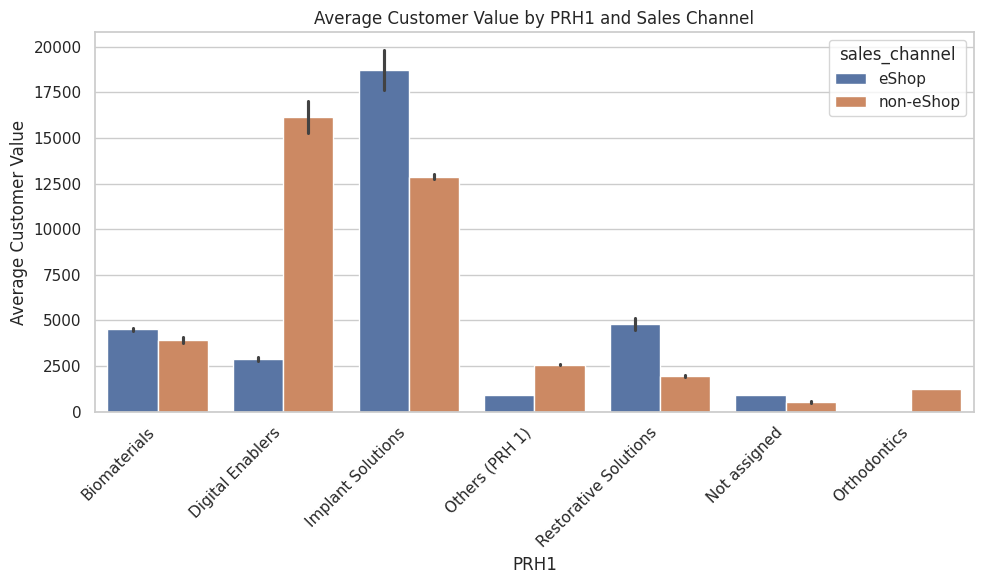 Average Customer Value by PRH1 and Sales Channel
sales_channel
eShop
non-eShop
Average Customer Value
20000
17500
15000
12500
10000
7500
5000
2500
0
Biomaterials
Digital Enablers
Implant Solutions
Others (PRH 1)
Restorative Solutions
Not assigned
Orthodontics
PRH1